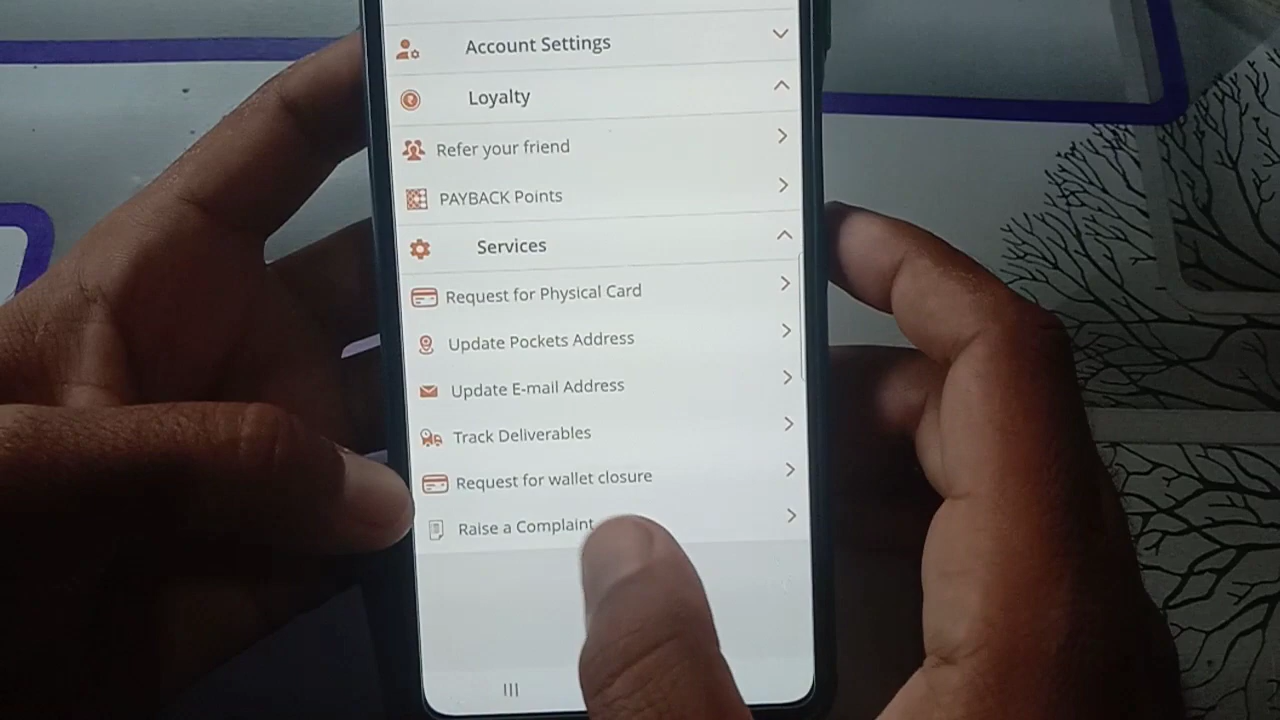 Account Settings
Loyalty
Refer your friend
PAYBACK Points
Services
Request for Physical Card
Update Pockets Address
Update E-mail Address
Track Deliverables
Request for wallet closure
Raise a Complaint